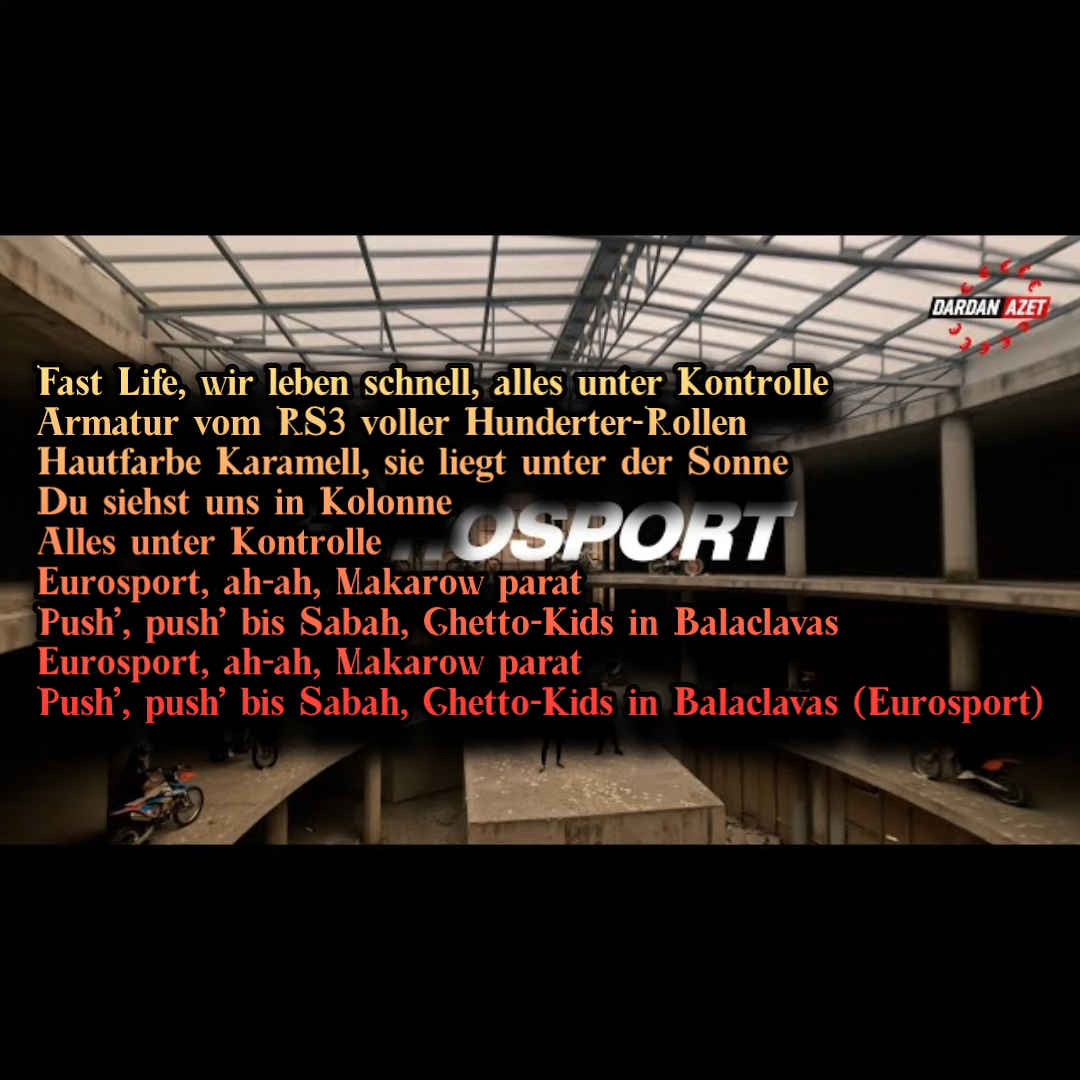 DARDAN AZET
Fast Life, wir leben schnell, alles unter Kontrolle
Armatur vom RS3 voller Hunderter-Rollen
Hautfarbe Karamell, sie liegt unter der Sonne
Du siehst uns in Kolonne
OSPORT
Alles unter Kontrolle
Eurosport, ah-ah, Makarow parat
Push', push' bis Sabah, Ghetto-Kids in Balaclavas
Eurosport, ah-ah, Makarow parat
Push', push' bis Sabah, Ghetto-Kids in Balaclavas (Eurosport)